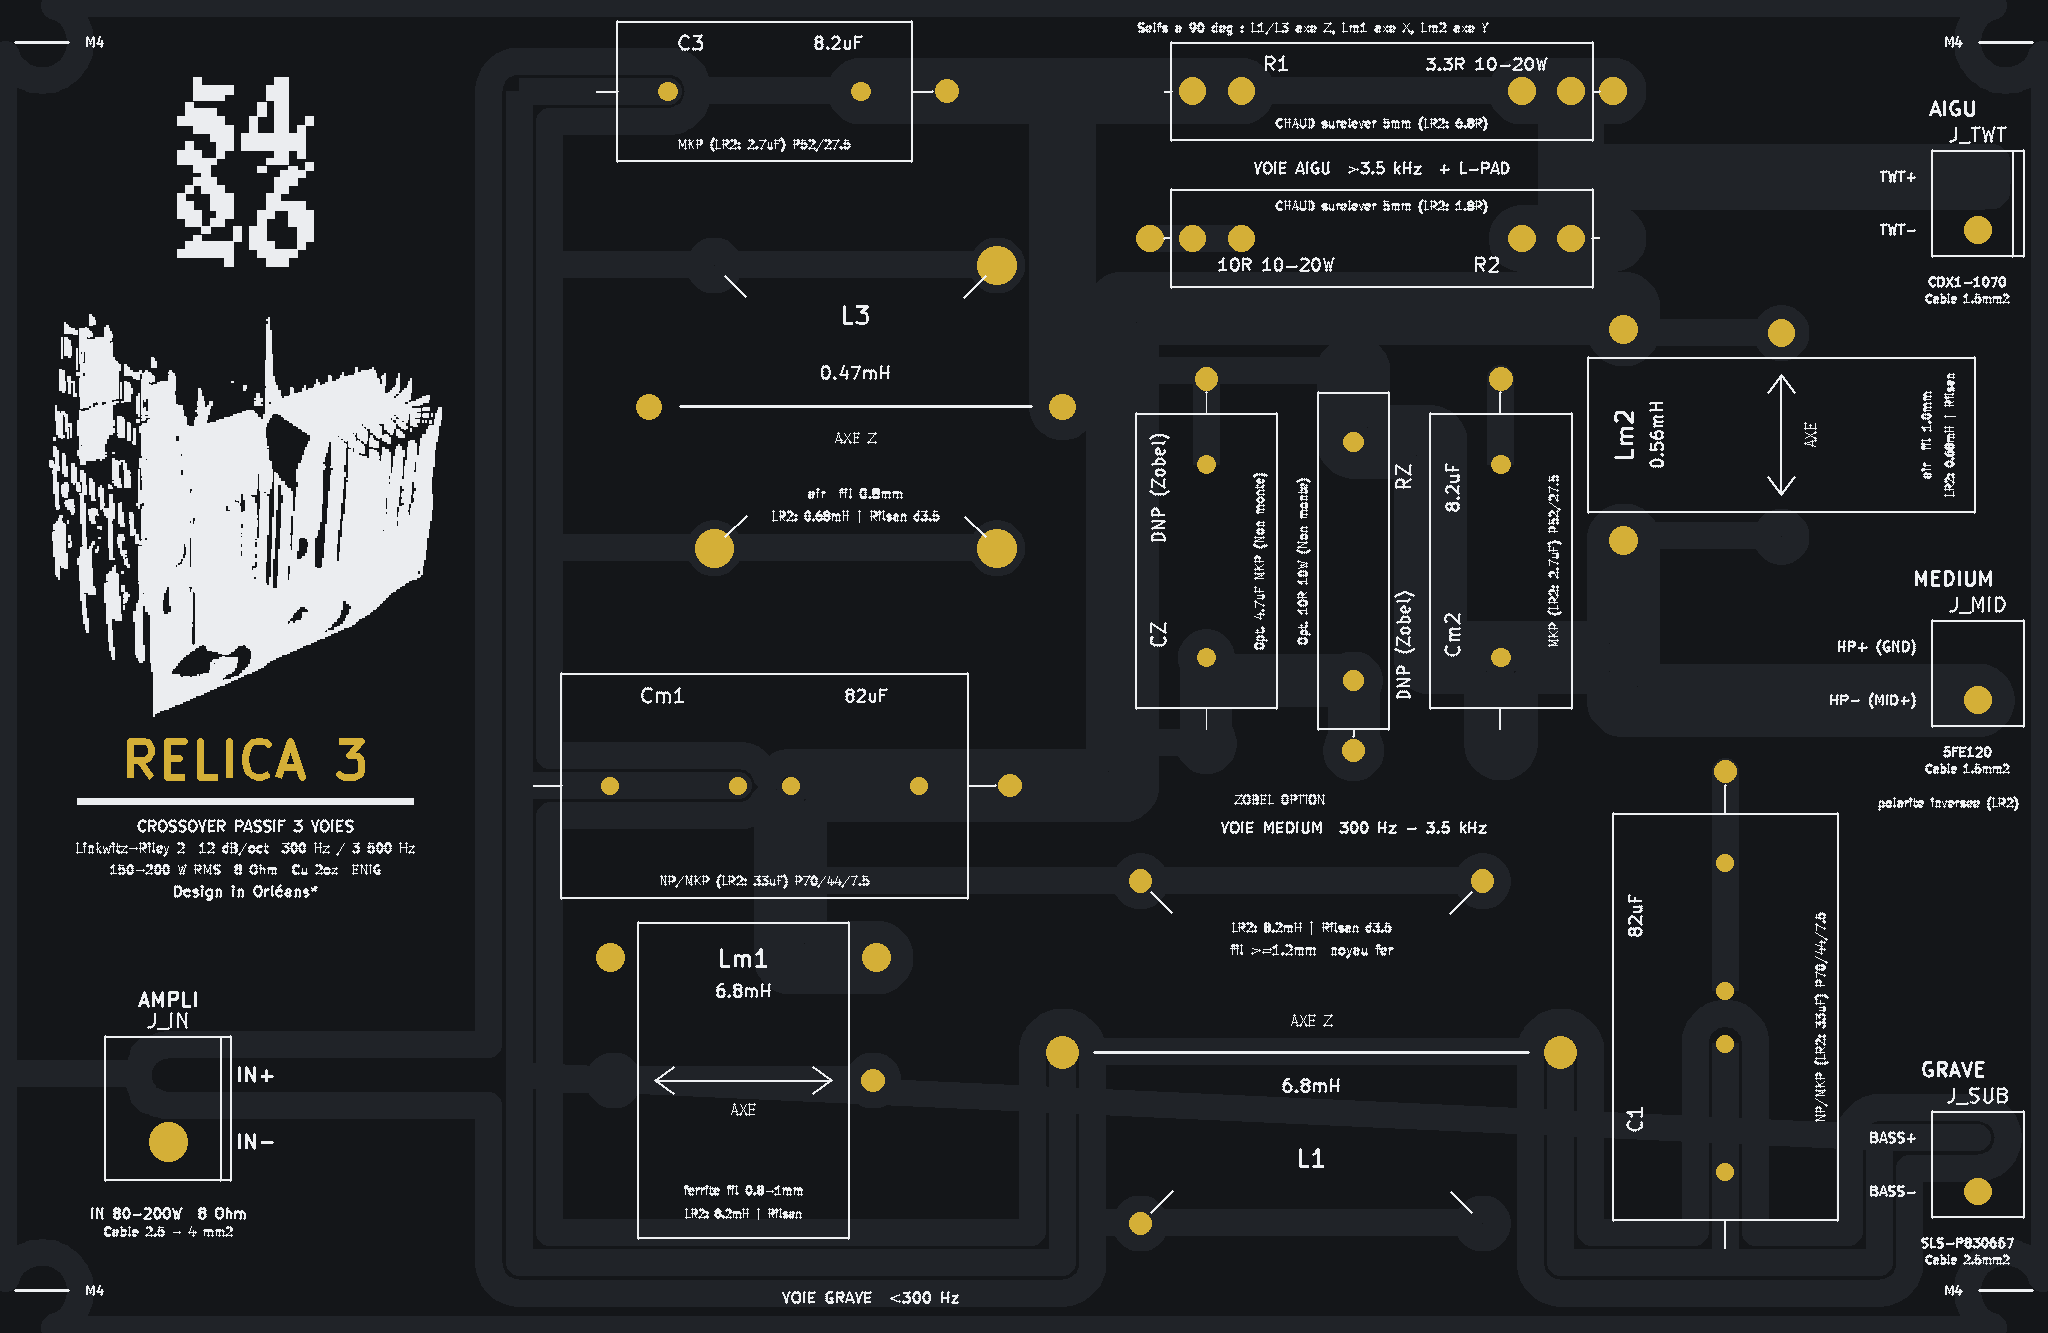 M4
M4
54
16
RELICA 3
CROSSOVER PASSIF 3 VOIES
Linkwitz-Riley 2 12 dB/oct 300 Hz / 3 500 Hz
150-200 W RMS 8 Ohm Cu 2oz ENIG
Design in Orléans*
AMPLI
J_IN
IN+
IN-
IN 80-200W 8 Ohm
Cable 2.5 - 4 mm2
M4
C3 8.2uF
MKP (LR2: 2.7uF) P52/27.5
L3
0.47mH
AXE Z
air fil 0.8mm
LR2: 0.68mH | Rfilsen d3.5
Cm1 82uF
NP/MKP (LR2: 33uF) P70/44/7.5
Lm1
6.8mH
AXE
ferrite fil 0.8-1mm
LR2: 8.2mH | Rfilsen
VOIE GRAVE <300 Hz
Selfs a 90 deg : L1/L3 axe Z, Lm1 axe X, Lm2 axe Y
R1 3.3R 10-20W
CHAUD surelever 5mm (LR2: 6.8R)
VOIE AIGU >3.5 kHz + L-PAD
CHAUD surelever 5mm (LR2: 1.8R)
10R 10-20W R2
CZ DNP (Zobel)
Opt. 4.7uF MKP (Non monte)
Opt. 10R 10W (Non monte)
DNP (Zobel) RZ
Cm2 8.2uF
MKP (LR2: 2.7uF) P52/27.5
Lm2
0.56mH
AXE
air fil 1.0mm
LR2: 0.68mH | Rfilsen
ZOBEL OPTION
VOIE MEDIUM 300 Hz - 3.5 kHz
LR2: 8.2mH | Rfilsen d3.5
fil >=1.2mm noyau fer
AXE Z
6.8mH
L1
C1 82uF
NP/MKP (LR2: 33uF) P70/44/7.5
AIGU
J_TWT
TWT+
TWT-
CDX1-1070
Cable 1.5mm2
MEDIUM
J_MID
HP+ (GND)
HP- (MID+)
5FE120
Cable 1.5mm2
polarite inversee (LR2)
GRAVE
J_SUB
BASS+
BASS-
SLS-P830667
Cable 2.5mm2
M4